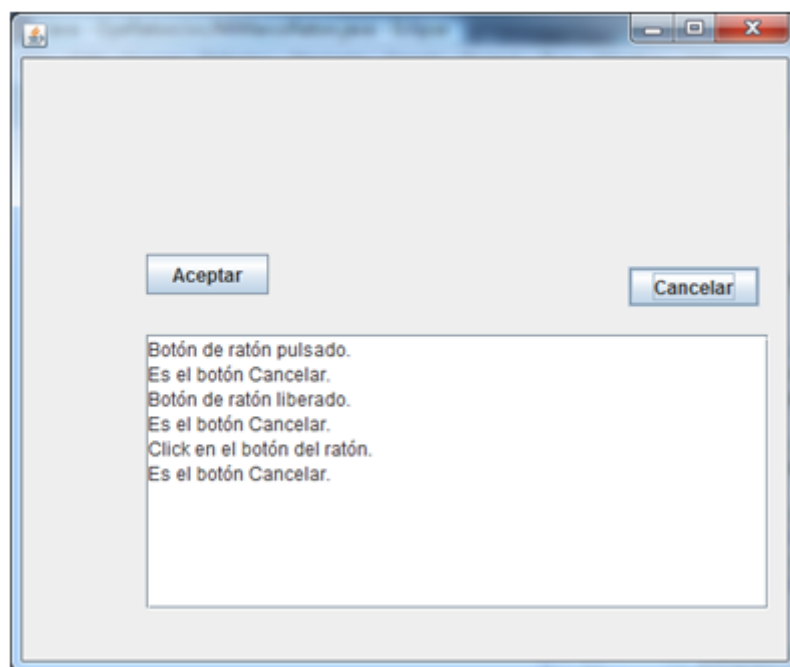 Aceptar
Cancelar
Botón de ratón pulsado.
Es el botón Cancelar.
Botón de ratón liberado.
Es el botón Cancelar.
Click en el botón del ratón.
Es el botón Cancelar.